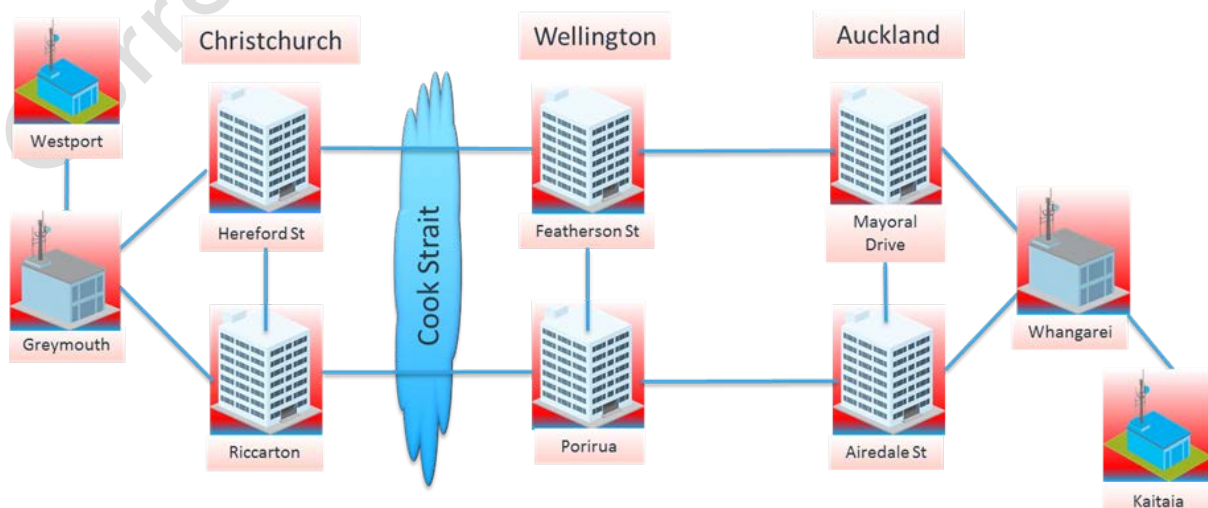 Christchurch
Wellington
Auckland
Westport
Hereford St
Featherson St
Mayoral
Drive
Cook Strait
Greymouth
Whangarei
Riccarton
Porirua
Airedale St
Kaitaia